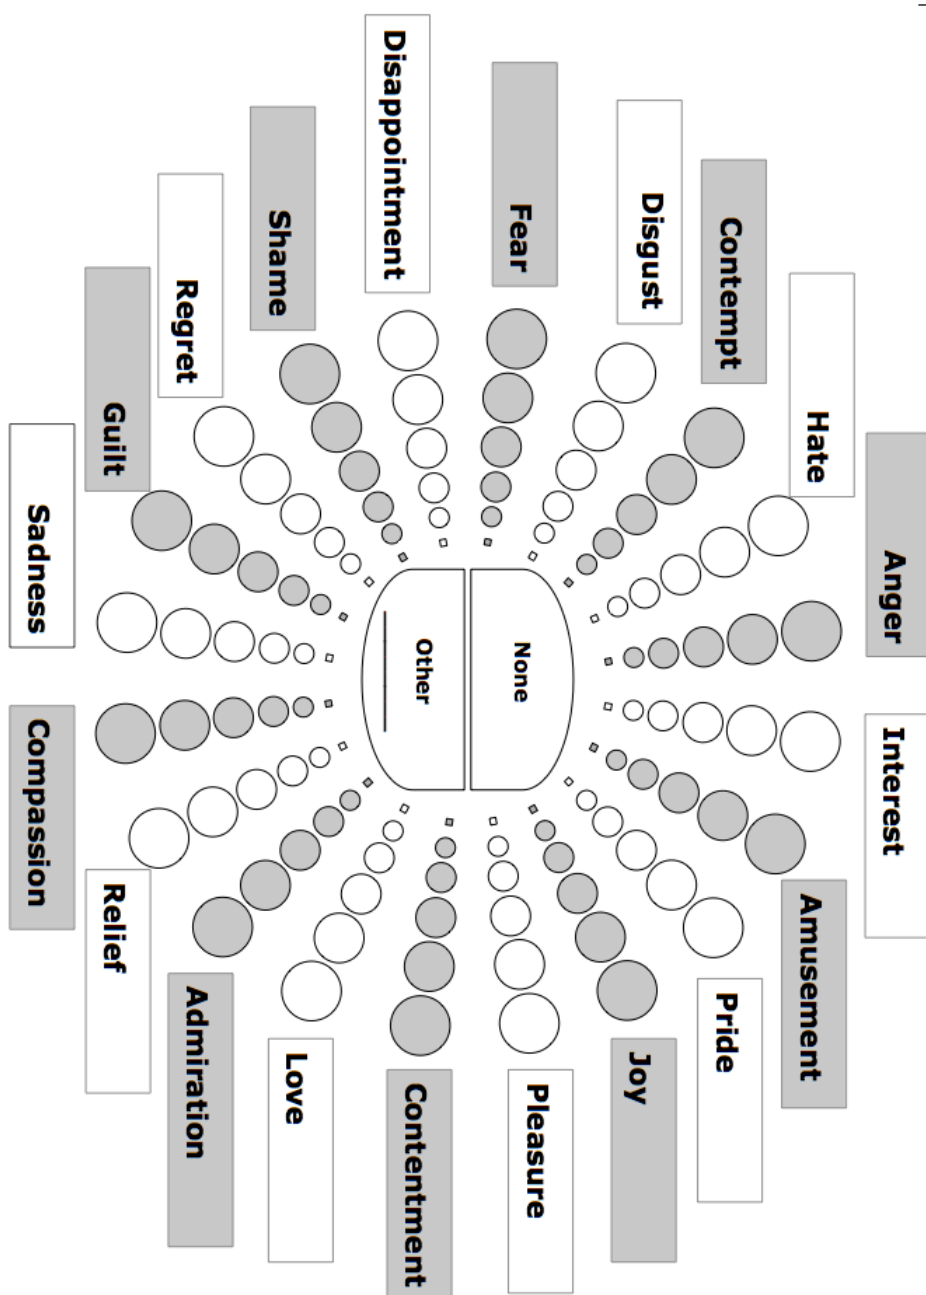 Anger
Interest
Hate
Amusement
Contempt
Pride
Disgust
Joy
Fear
Pleasure
None
Other
Disappointment
Contentment
Shame
Love
Regret
Admiration
Guilt
Relief
Sadness
Compassion